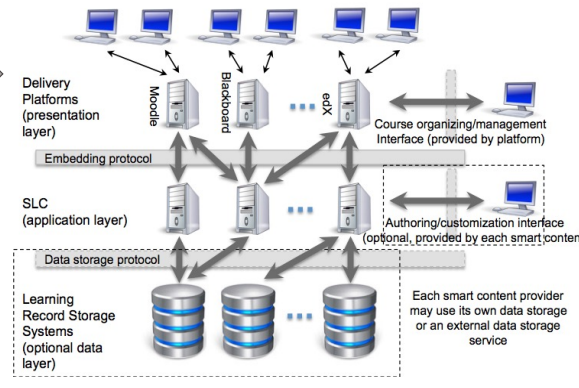 Delivery
Platforms
(presentation
layer)
Moodle
Blackboard
edX
Course organizing/management
Interface (provided by platform)
Embedding protocol
SLC
(application layer)
Authoring/customization interface
(optional, provided by each smart content
Data storage protocol
Learning
Record Storage
Systems
(optional data
layer)
Each smart content provider
may use its own data storage
or an external data storage
service